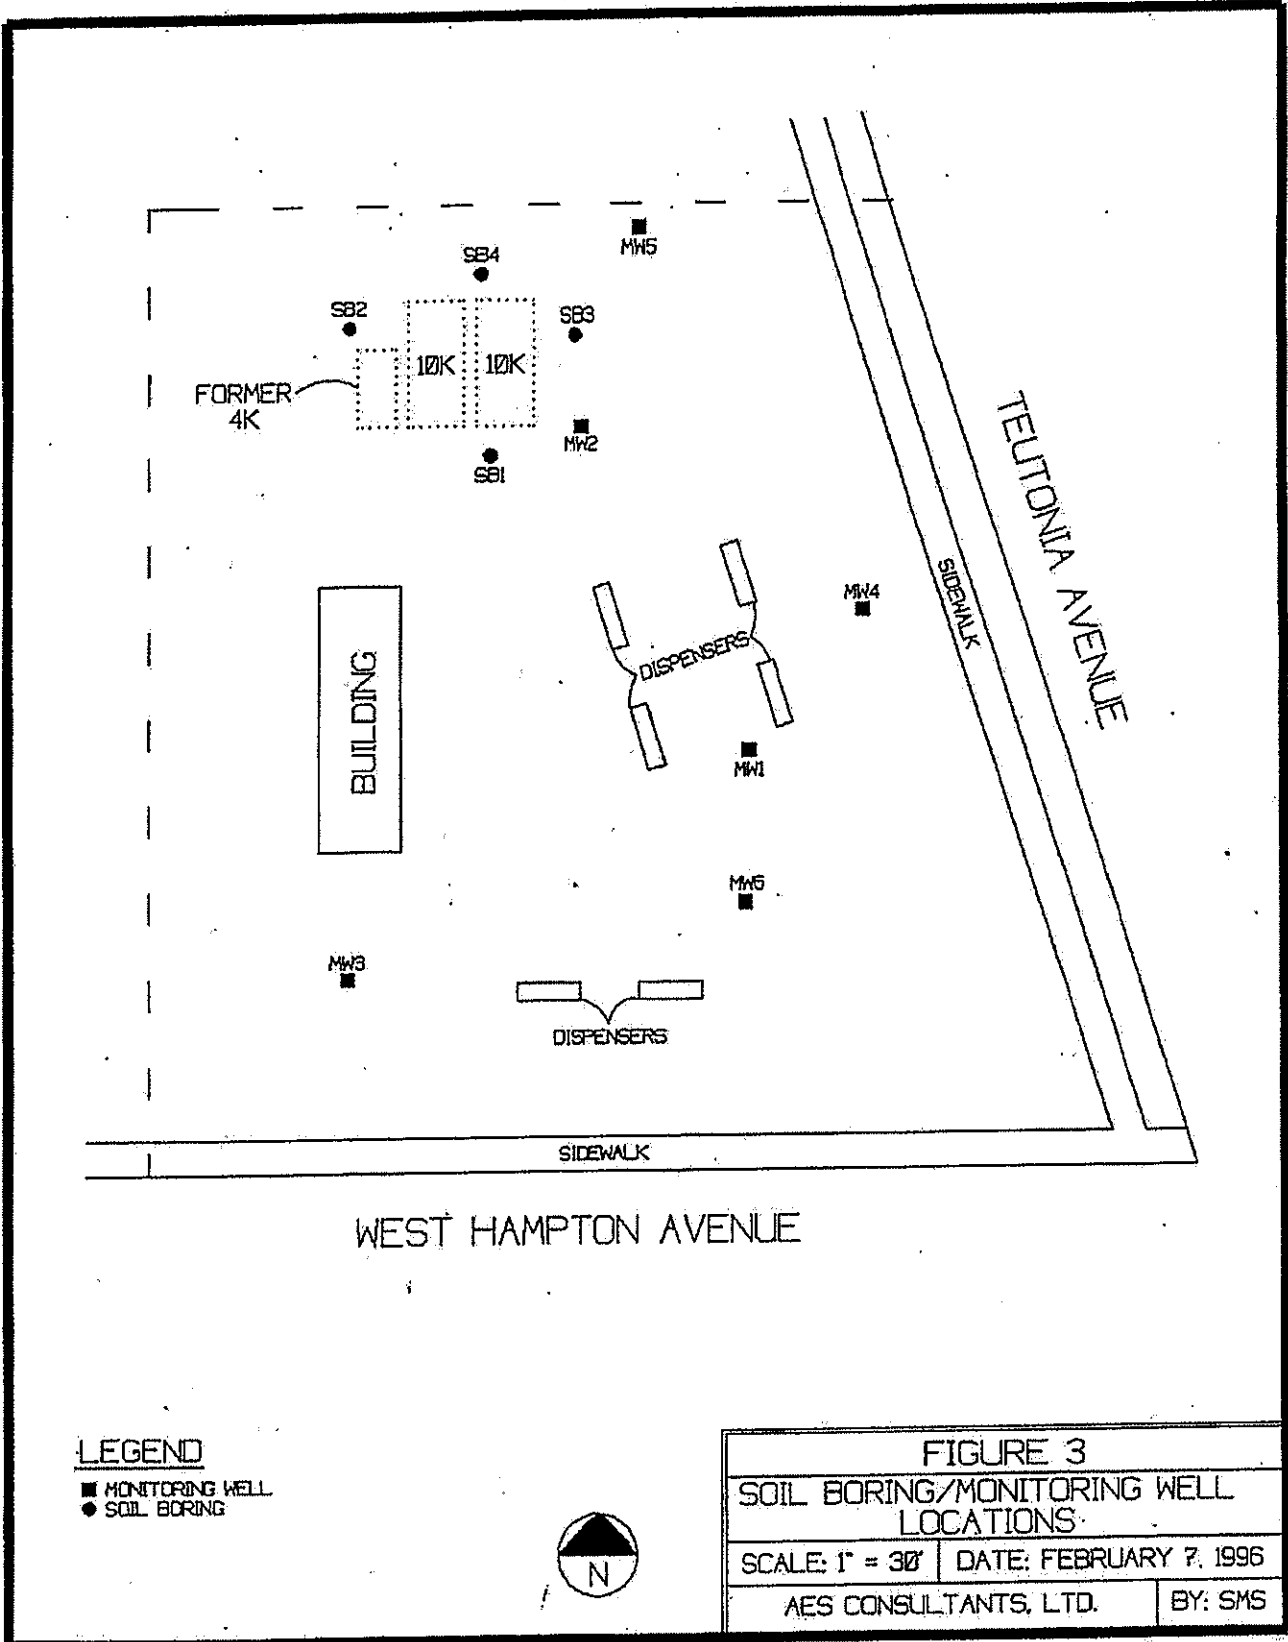 MW5
SB4
SB2
SB3
10K
10K
FORMER
4K
MW2
SB1
TEUTONIA AVENUE
SIDEWALK
MW4
DISPENSERS
BUILDING
MW1
MW6
MW3
DISPENSERS
SIDEWALK
WEST HAMPTON AVENUE
LEGEND
MONITORING WELL
SOIL BORING
N
FIGURE 3
SOIL BORING/MONITORING WELL
LOCATIONS
SCALE: 1" = 30'
DATE: FEBRUARY 7, 1996
AES CONSULTANTS, LTD.
BY: SMS